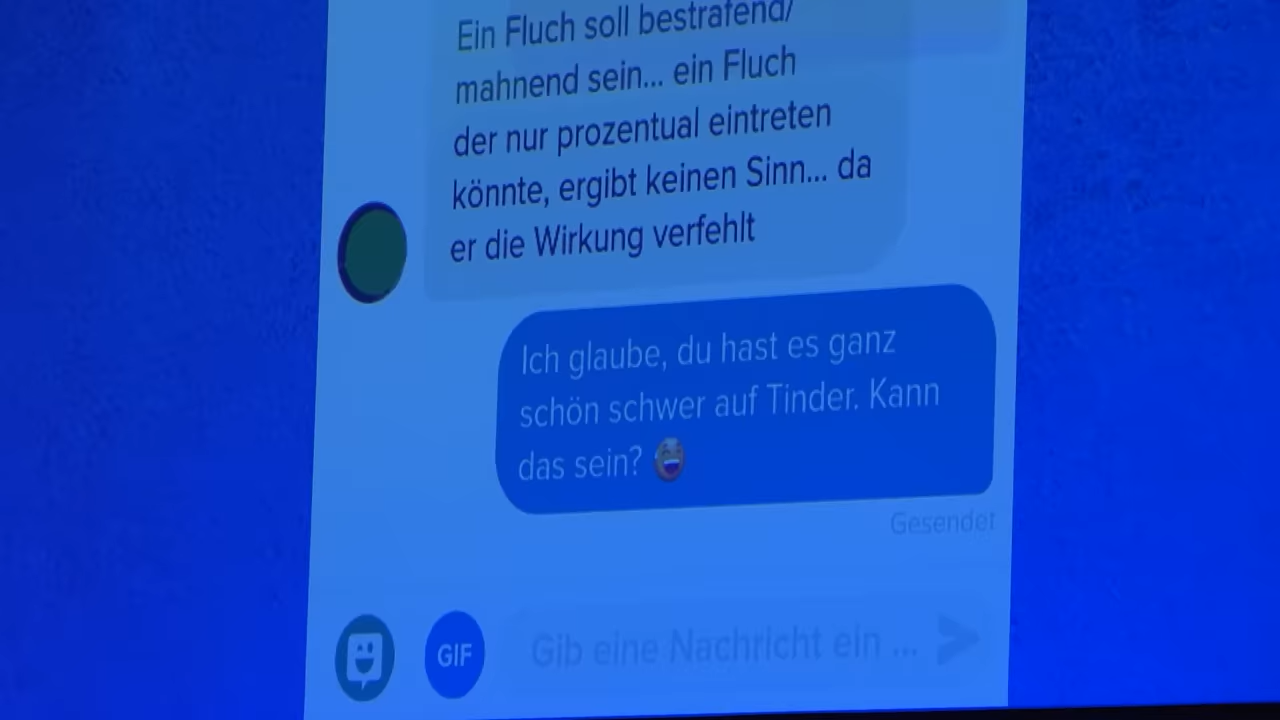 Ein Fluch soll bestrafend/
mahnend sein... ein Fluch
der nur prozentual eintreten
könnte, ergibt keinen Sinn... da
er die Wirkung verfehlt
Ich glaube, du hast es ganz
schön schwer auf Tinder. Kann
das sein? 😂
Gesendet
GIF
Gib eine Nachricht ein ...